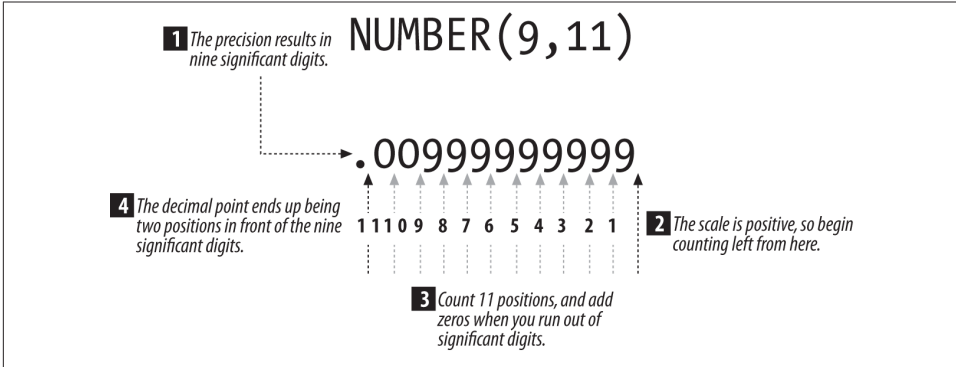 NUMBER(9,11)
1 The precision results in
nine significant digits.
.00999999999
4 The decimal point ends up being
two positions in front of the nine
significant digits.
11 10 9 8 7 6 5 4 3 2 1
2 The scale is positive, so begin
counting left from here.
3 Count 11 positions, and add
zeros when you run out of
significant digits.